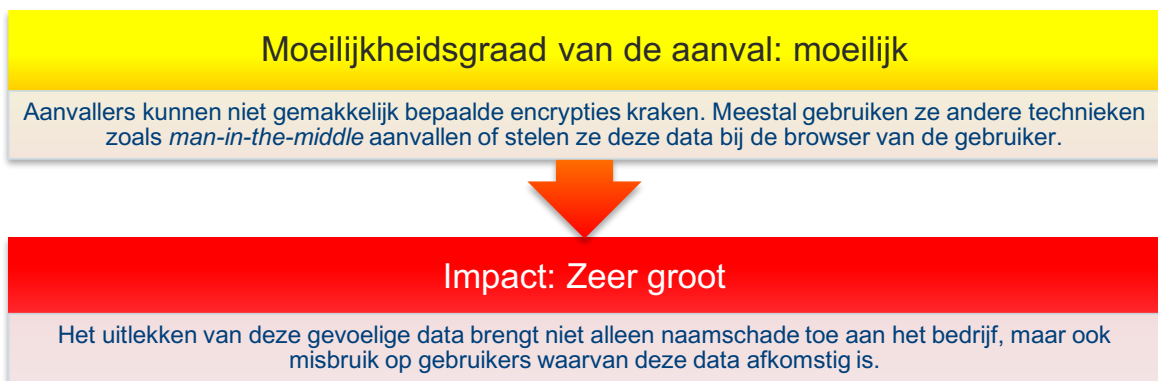 Moeilijkheidsgraad van de aanval: moeilijk
Aanvallers kunnen niet gemakkelijk bepaalde encrypties kraken. Meestal gebruiken ze andere technieken
zoals man-in-the-middle aanvallen of stelen ze deze data bij de browser van de gebruiker.
Impact: Zeer groot
Het uitlekken van deze gevoelige data brengt niet alleen naamschade toe aan het bedrijf, maar ook
misbruik op gebruikers waarvan deze data afkomstig is.